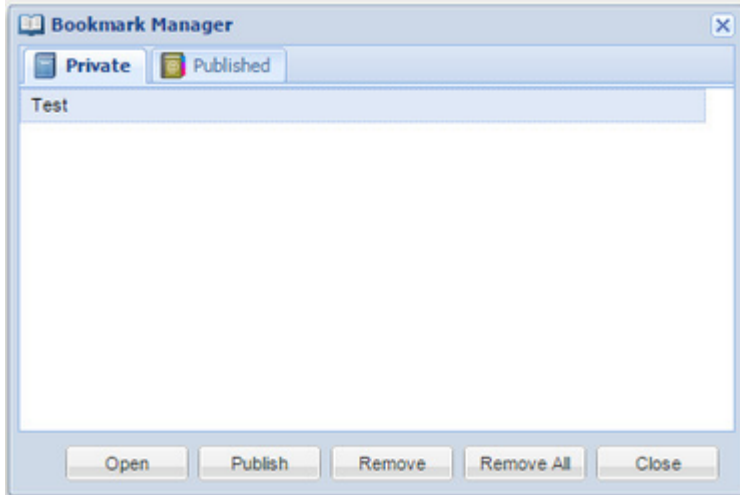 Bookmark Manager
Private Published
Test
Open Publish Remove Remove All Close